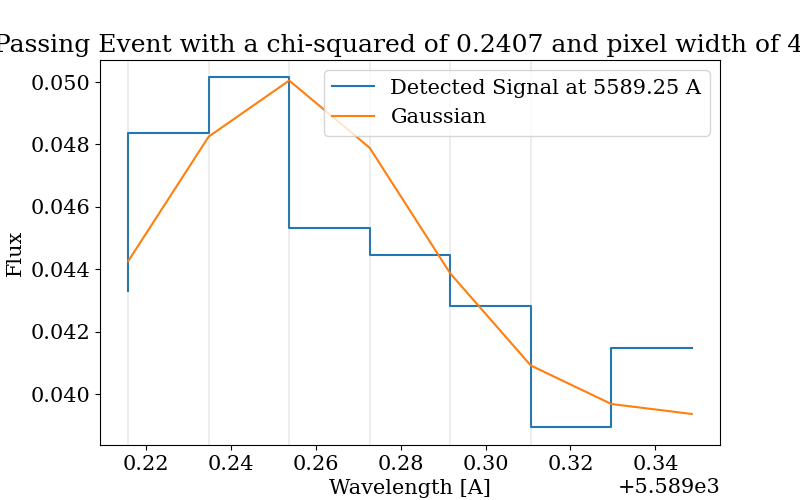 Passing Event with a chi-squared of 0.2407 and pixel width of 4
Detected Signal at 5589.25 A
Gaussian
Flux
0.050
0.048
0.046
0.044
0.042
0.040
0.22 0.24 0.26 0.28 0.30 0.32 0.34
Wavelength [A]
+5.589e3